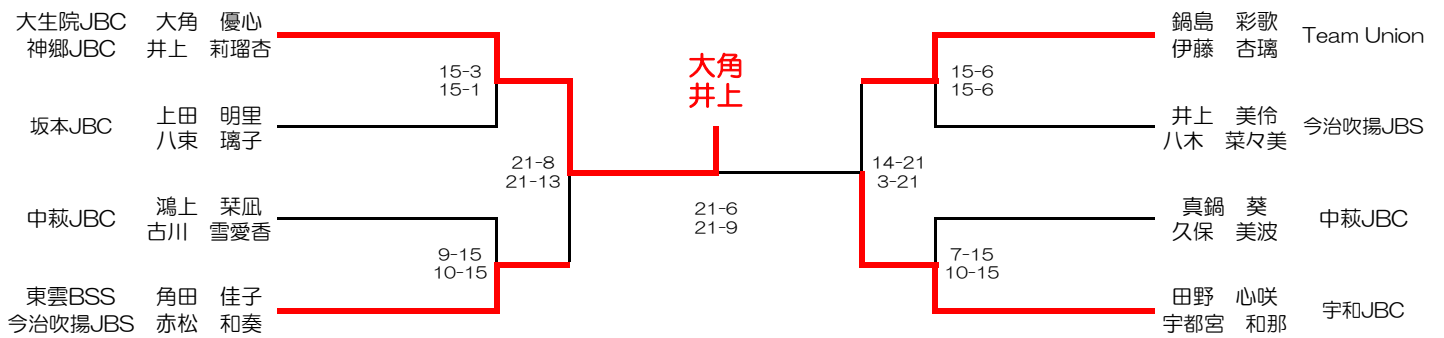 大生院JBC 大角 優心
神郷JBC 井上 莉瑠杏
15-3
15-1
坂本JBC
上田 明里
八束 璃子
21-8
21-13
中萩JBC
鴻上 栞凪
古川 雪愛香
9-15
10-15
東雲BSS 角田 佳子
今治吹揚JBS 赤松 和奏
大角
井上
21-6
21-9
鍋島 彩歌
伊藤 杏璃
Team Union
15-6
15-6
井上 美伶
八木 菜々美
今治吹揚JBS
14-21
3-21
真鍋 葵
久保 美波
中萩JBC
7-15
10-15
田野 心咲
宇都宮 和那
宇和JBC